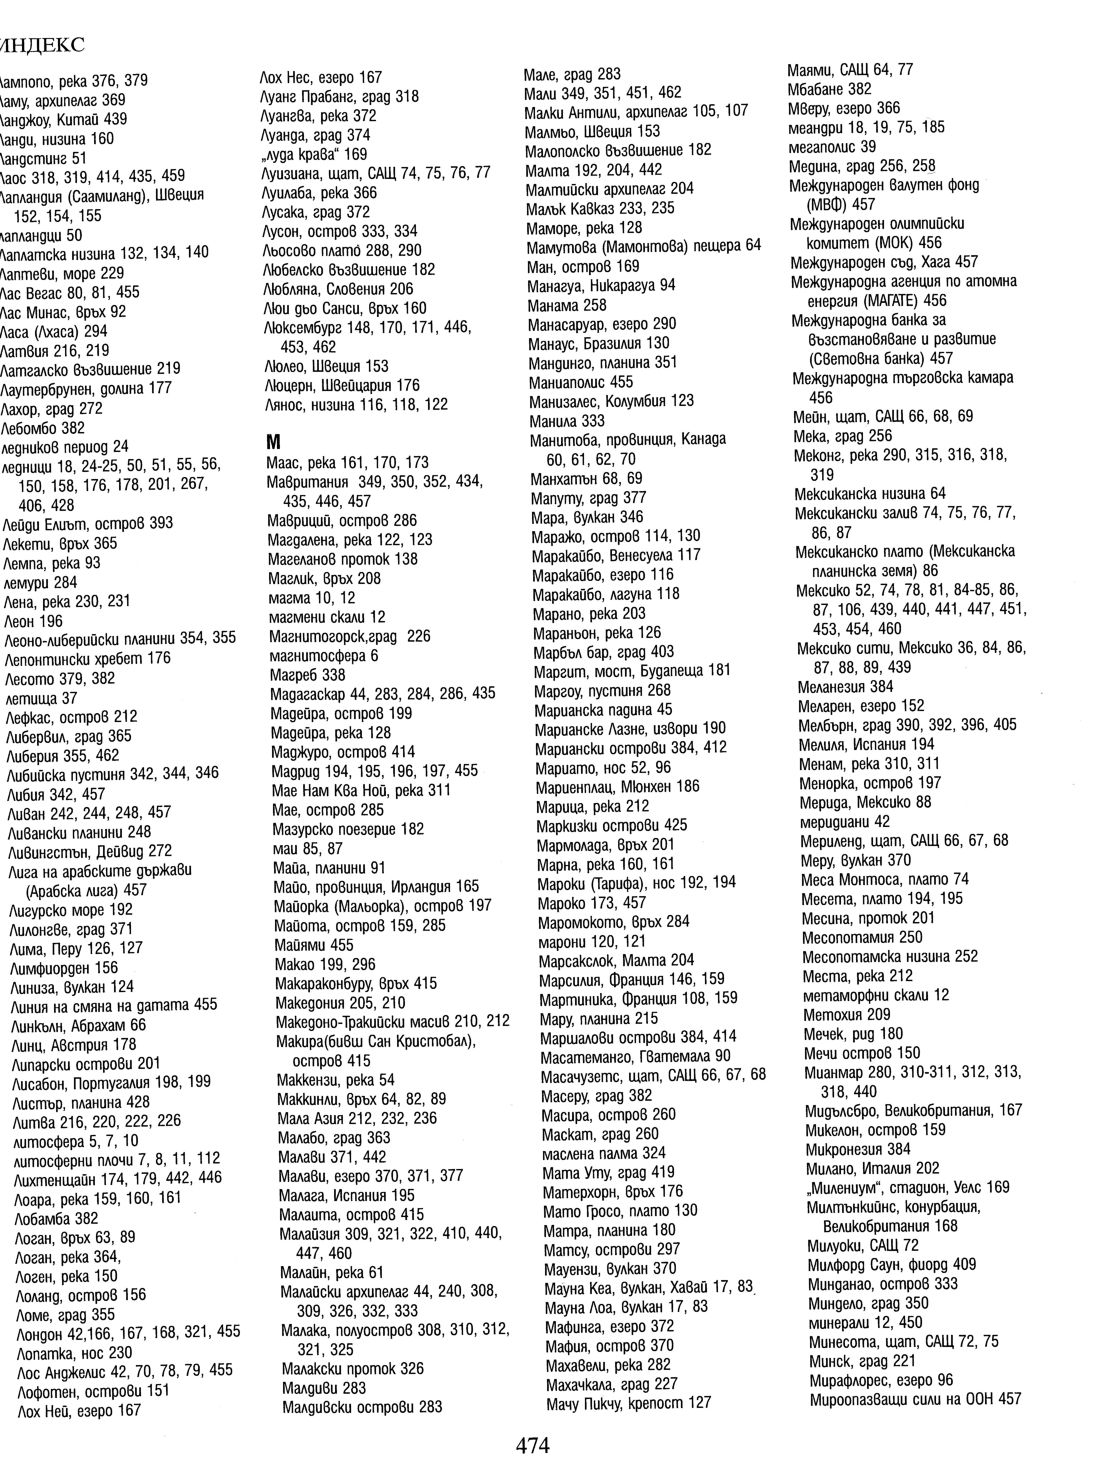 ИНДЕКС
Лампопо, река 376, 379
Ламу, архипелаг 369
Ланджоу, Китай 439
Ланди, низина 160
Ландстинг 51
Лаос 318, 319, 414, 435, 459
Лапландия (Саамиланд), Швеция
152, 154, 155
лапландци 50
Лаплатска низина 132, 134, 140
Лаптеви, море 229
Лас Вегас 80, 81, 455
Лас Минас, връх 92
Ласа (Лхаса) 294
Латвия 216, 219
Латгалско възвишение 219
Лаутербрунен, долина 177
Лахор, град 272
Лебомбо 382
ледников период 24
ледници 18, 24-25, 50, 51, 55, 56,
150, 158, 176, 178, 201, 267,
406, 428
Лейди Елиът, остров 393
Лекети, връх 365
Лемпа, река 93
лемури 284
Лена, река 230, 231
Леон 196
Леоно-либерийски планини 354, 355
Лепонтински хребет 176
Лесото 379, 382
летища 37
Лефкас, остров 212
Либервил, град 365
Либерия 355, 462
Либийска пустиня 342, 344, 346
Либия 342, 457
Ливан 242, 244, 248, 457
Ливански планини 248
Ливингстън, Дейвид 272
Лига на арабските държави
(Арабска лига) 457
Лигурско море 192
Лилонгве, град 371
Лима, Перу 126, 127
Лимфиорден 156
Линиза, вулкан 124
Линия на смяна на датата 455
Линкълн, Абрахам 66
Линц, Австрия 178
Липарски острови 201
Лисабон, Португалия 198, 199
Листър, планина 428
Литва 216, 220, 222, 226
литосфера 5, 7, 10
литосферни плочи 7, 8, 11, 112
Лихтенщайн 174, 179, 442, 446
Лоара, река 159, 160, 161
Лобамба 382
Логан, връх 63, 89
Логан, река 364,
Логен, река 150
Лоланд, остров 156
Ломе, град 355
Лондон 42,166, 167, 168, 321, 455
Лопатка, нос 230
Лос Анджелис 42, 70, 78, 79, 455
Лофотен, острови 151
Лох Ней, езеро 167
Лох Нес, езеро 167
Луанг Прабанг, град 318
Луангва, река 372
Луанда, град 374
„луда крава“ 169
Луизиана, щат, САЩ 74, 75, 76, 77
Луилаба, река 366
Лусака, град 372
Лусон, остров 333, 334
Льосово плато 288, 290
Люблeско възвишение 182
Любляна, Словения 206
Люи дьо Санси, връх 160
Люксембург 148, 170, 171, 446,
453, 462
Люлео, Швеция 153
Люцерн, Швейцария 176
Лянос, низина 116, 118, 122
М
Маас, река 161, 170, 173
Мавритания 349, 350, 352, 434,
435, 446, 457
Мавриций, остров 286
Магдалена, река 122, 123
Магеланов проток 138
Маглик, връх 208
магма 10, 12
магмени скали 12
Магнитогорск,град 226
магнитосфера 6
Магреб 338
Мадагаскар 44, 283, 284, 286, 435
Мадейра, остров 199
Мадейра, река 128
Маджуро, остров 414
Мадрид 194, 195, 196, 197, 455
Мае Нам Ква Ной, река 311
Мае, остров 285
Мазурско поезерие 182
маи 85, 87
Майа, планини 91
Майо, провинция, Ирландия 165
Майорка (Мальорка), остров 197
Майота, остров 159, 285
Майями 455
Макао 199, 296
Макараконбуру, връх 415
Македония 205, 210
Македоно-Тракийски масив 210, 212
Макира(бивш Сан Кристобал),
остров 415
Маккензи, река 54
Маккинли, връх 64, 82, 89
Мала Азия 212, 232, 236
Малабо, град 363
Малави 371, 442
Малави, езеро 370, 371, 377
Малага, Испания 195
Малаита, остров 415
Малайзия 309, 321, 322, 410, 440,
447, 460
Малайн, река 61
Малайски архипелаг 44, 240, 308,
309, 326, 332, 333
Малака, полуостров 308, 310, 312,
321, 325
Малакски проток 326
Малдиви 283
Малдивски острови 283
Мале, град 283
Мали 349, 351, 451, 462
Малки Антили, архипелаг 105, 107
Малмьо, Швеция 153
Малополско възвишение 182
Малта 192, 204, 442
Малтийски архипелаг 204
Малък Кавказ 233, 235
Маморе, река 128
Мамутова (Мамонтова) пещера 64
Ман, остров 169
Манагуа, Никарагуа 94
Манама 258
Манасаруар, езеро 290
Манаус, Бразилия 130
Мандинго, планина 351
Маниаполис 455
Манизалес, Колумбия 123
Манила 333
Манитоба, провинция, Канада
60, 61, 62, 70
Манхатън 68, 69
Мапуту, град 377
Мара, вулкан 346
Маражо, остров 114, 130
Маракайбо, Венесуела 117
Маракайбо, езеро 116
Маракайбо, лагуна 118
Марано, река 203
Мараньон, река 126
Марбъл бар, град 403
Маргит, мост, Будапеща 181
Маргоу, пустиня 268
Марианска падина 45
Марианске Лазне, извори 190
Мариански острови 384, 412
Мариато, нос 52, 96
Мариенплац, Мюнхен 186
Марица, река 212
Маркизки острови 425
Мармолада, връх 201
Марна, река 160, 161
Мароки (Тарифа), нос 192, 194
Мароко 173, 457
Маромокото, връх 284
марони 120, 121
Марсакслок, Малта 204
Марсилия, Франция 146, 159
Мартиника, Франция 108, 159
Мару, планина 215
Маршалови острови 384, 414
Масатеманго, Гватемала 90
Масачузетс, щат, САЩ 66, 67, 68
Масеру, град 382
Масира, остров 260
Маскат, град 260
маслена палма 324
Мата Уту, град 419
Матерхорн, връх 176
Мато Гросо, плато 130
Матра, планина 180
Матсу, острови 297
Мауензи, вулкан 370
Мауна Кеа, вулкан, Хавай 17, 83
Мауна Лоа, вулкан 17, 83
Мафинга, езеро 372
Мафия, остров 370
Махавели, река 282
Махачкала, град 227
Мачу Пикчу, крепост 127
Маями, САЩ 64, 77
Мбабане 382
Мверу, езеро 366
меандри 18, 19, 75, 185
мегаполис 39
Медина, град 256, 258
Международен валутен фонд
(МВФ) 457
Международен олимпийски
комитет (МОК) 456
Международен съд, Хага 457
Международна агенция по атомна
енергия (МАГАТЕ) 456
Международна банка за
възстановяване и развитие
(Световна банка) 457
Международна търговска камара
456
Мейн, щат, САЩ 66, 68, 69
Мека, град 256
Меконг, река 290, 315, 316, 318,
319
Мексиканска низина 64
Мексикански залив 74, 75, 76, 77,
86, 87
Мексиканско плато (Мексиканска
планинска земя) 86
Мексико 52, 74, 78, 81, 84-85, 86,
87, 106, 439, 440, 441, 447, 451,
453, 454, 460
Мексико сити, Мексико 36, 84, 86,
87, 88, 89, 439
Меланезия 384
Меларен, езеро 152
Мелбърн, град 390, 392, 396, 405
Мелиля, Испания 194
Менам, река 310, 311
Менорка, остров 197
Мерида, Мексико 88
меридиани 42
Мериленд, щат, САЩ 66, 67, 68
Меру, вулкан 370
Меса Монтоса, плато 74
Месета, плато 194, 195
Месина, проток 201
Месопотамия 250
Месопотамска низина 252
Места, река 212
метаморфни скали 12
Метохия 209
Мечек, рид 180
Мечи остров 150
Мианмар 280, 310-311, 312, 313,
318, 440
Мидълсбро, Великобритания, 167
Микелон, остров 159
Микронезия 384
Милано, Италия 202
„Милениум“, стадион, Уелс 169
Милтънкийнс, конурбация,
Великобритания 168
Милуоки, САЩ 72
Милфорд Саун, фиорд 409
Минданао, остров 333
Миндело, град 350
минерали 12, 450
Минесота, щат, САЩ 72, 75
Минск, град 221
Мирафлорес, езеро 96
Мироопазващи сили на ООН 457
474